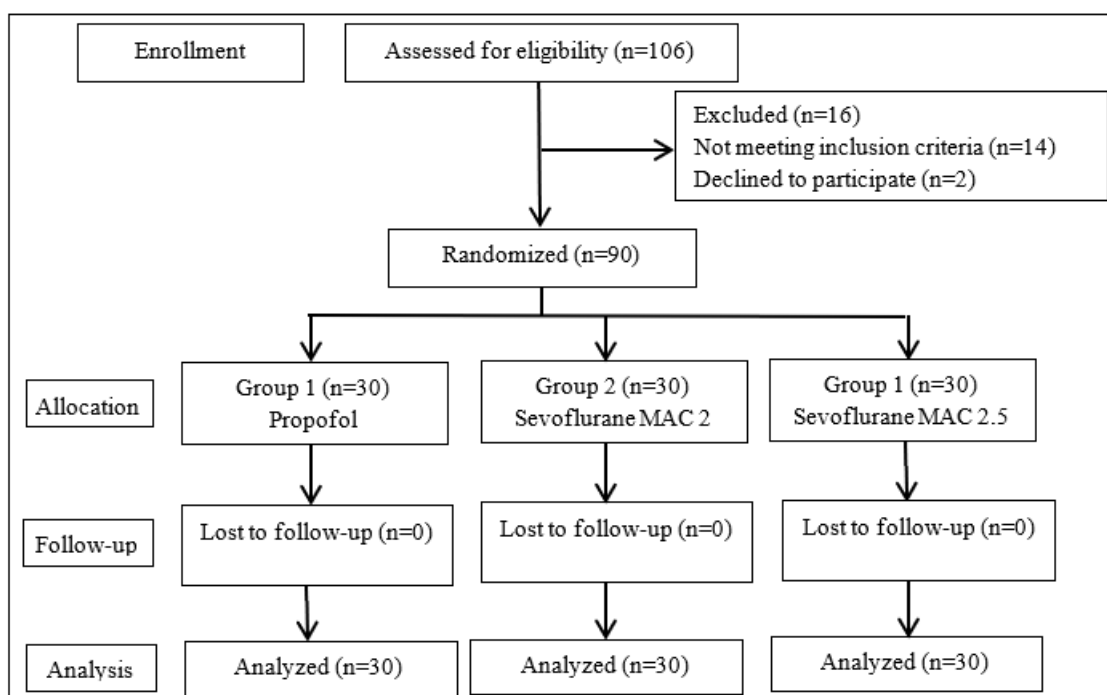 Enrollment
Assessed for eligibility (n=106)
Excluded (n=16)
Not meeting inclusion criteria (n=14)
Declined to participate (n=2)
Randomized (n=90)
Allocation
Group 1 (n=30)
Propofol
Group 2 (n=30)
Sevoflurane MAC 2
Group 1 (n=30)
Sevoflurane MAC 2.5
Follow-up
Lost to follow-up (n=0)
Lost to follow-up (n=0)
Lost to follow-up (n=0)
Analysis
Analyzed (n=30)
Analyzed (n=30)
Analyzed (n=30)